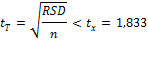 t_T = √(RSD/n) < t_x = 1,833